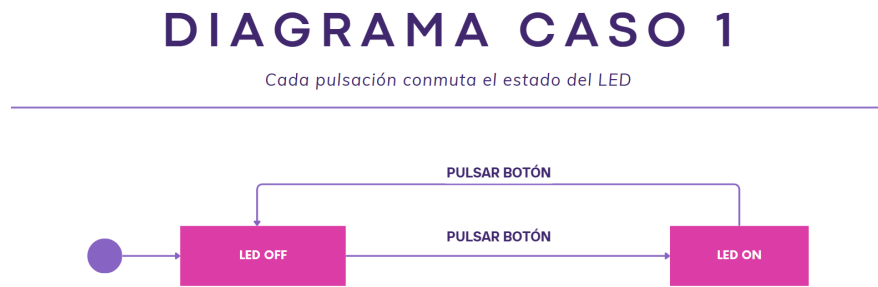 DIAGRAMA CASO 1
Cada pulsación conmuta el estado del LED
PULSAR BOTÓN
PULSAR BOTÓN
LED OFF
LED ON